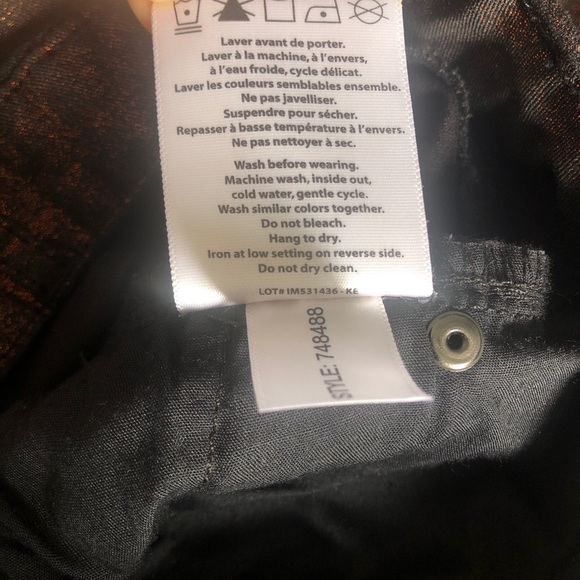 Laver avant de porter.
Laver à la machine, à l'envers,
à l'eau froide, cycle délicat.
Laver les couleurs semblables ensemble.
Ne pas javelliser.
Suspendre pour sécher.
Repasser à basse température à l'envers.
Ne pas nettoyer à sec.
Wash before wearing.
Machine wash, inside out,
cold water, gentle cycle.
Wash similar colors together.
Do not bleach.
Hang to dry.
Iron at low setting on reverse side.
Do not dry clean.
LOT# IM531436 - KE
STYLE: 748488